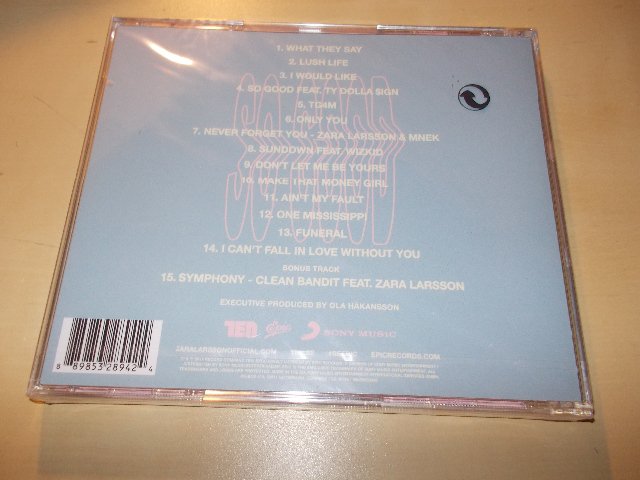 1. WHAT THEY SAY
2. LUSH LIFE
3. I WOULD LIKE
4. SO GOOD FEAT. TY DOLLA $IGN
5. TG4M
6. ONLY YOU
7. NEVER FORGET YOU - ZARA LARSSON & MNEK
8. SUNDOWN FEAT. WIZKID
9. DON'T LET ME BE YOURS
10. MAKE THAT MONEY GIRL
11. AIN'T MY FAULT
12. ONE MISSISSIPPI
13. FUNERAL
14. I CAN'T FALL IN LOVE WITHOUT YOU
BONUS TRACK
15. SYMPHONY - CLEAN BANDIT FEAT. ZARA LARSSON
EXECUTIVE PRODUCED BY OLA HÅKANSSON
TEN Epic SONY MUSIC
ZARALARSSONOFFICIAL.COM EPICRECORDS.COM
8 89853 28942 4